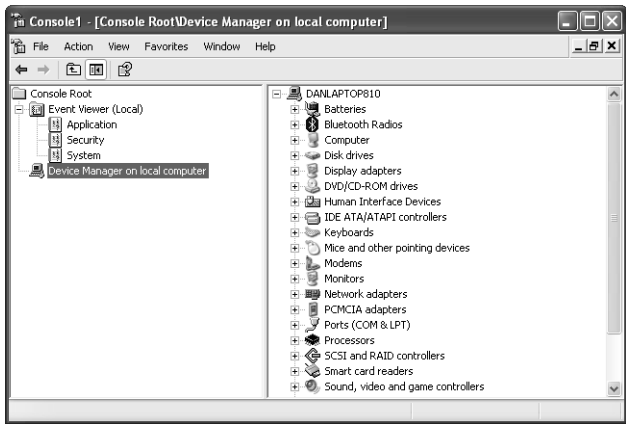 Console1 - [Console Root\Device Manager on local computer]
File Action View Favorites Window Help
Console Root
Event Viewer (Local)
Application
Security
System
Device Manager on local computer
DANLAPTOP810
Batteries
Bluetooth Radios
Computer
Disk drives
Display adapters
DVD/CD-ROM drives
Human Interface Devices
IDE ATA/ATAPI controllers
Keyboards
Mice and other pointing devices
Modems
Monitors
Network adapters
PCMCIA adapters
Ports (COM & LPT)
Processors
SCSI and RAID controllers
Smart card readers
Sound, video and game controllers